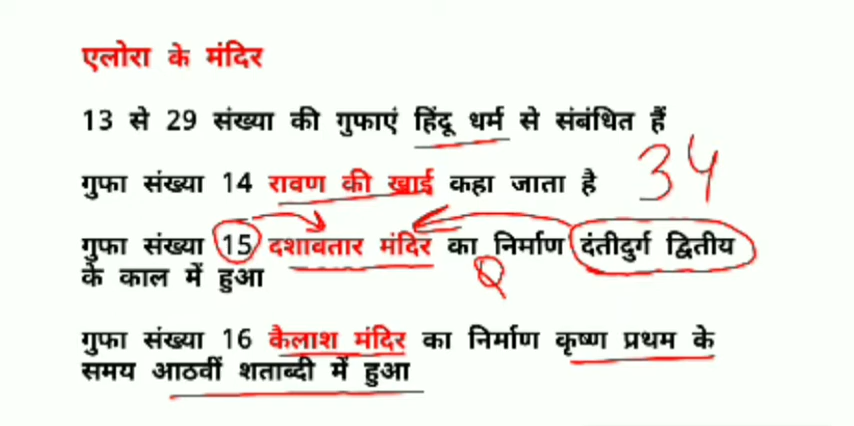 एलोरा के मंदिर
13 से 29 संख्या की गुफाएं हिंदू धर्म से संबंधित हैं
34
गुफा संख्या 14 रावण की खाई कहा जाता है
गुफा संख्या 15 दशावतार मंदिर का निर्माण दंतीदुर्ग द्वितीय
के काल में हुआ
गुफा संख्या 16 कैलाश मंदिर का निर्माण कृष्ण प्रथम के
समय आठवीं शताब्दी में हुआ